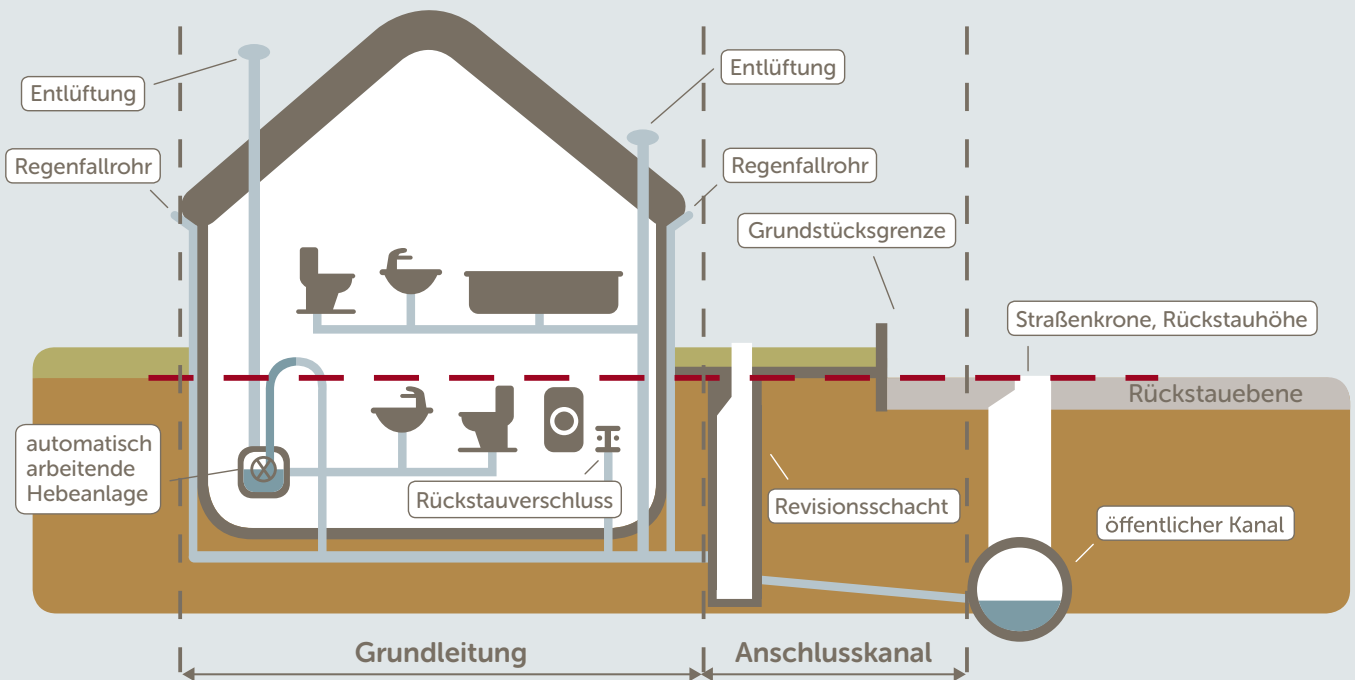 Entlüftung
Entlüftung
Regenfallrohr
Regenfallrohr
Grundstücksgrenze
Straßenkrone, Rückstauhöhe
Rückstauebene
automatisch
arbeitende
Hebeanlage
Rückstauverschluss
Revisionsschacht
öffentlicher Kanal
Grundleitung
Anschlusskanal